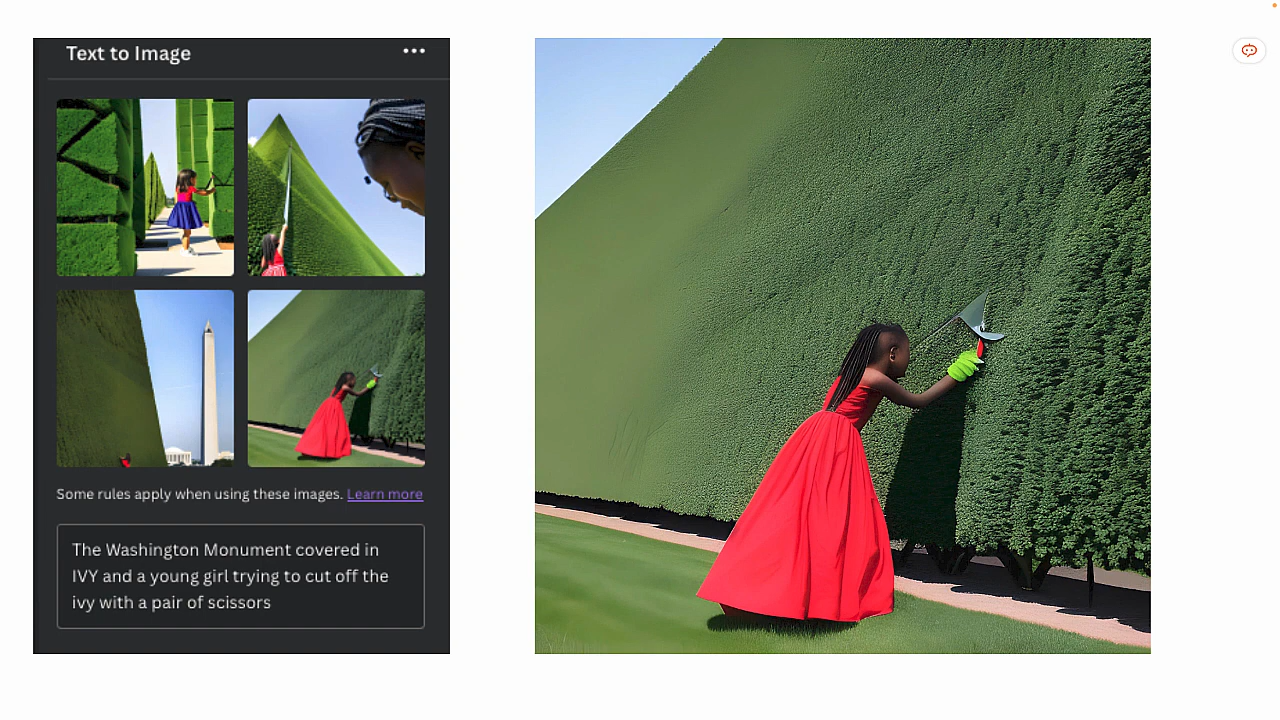 Text to Image
Some rules apply when using these images. Learn more
The Washington Monument covered in
IVY and a young girl trying to cut off the
ivy with a pair of scissors